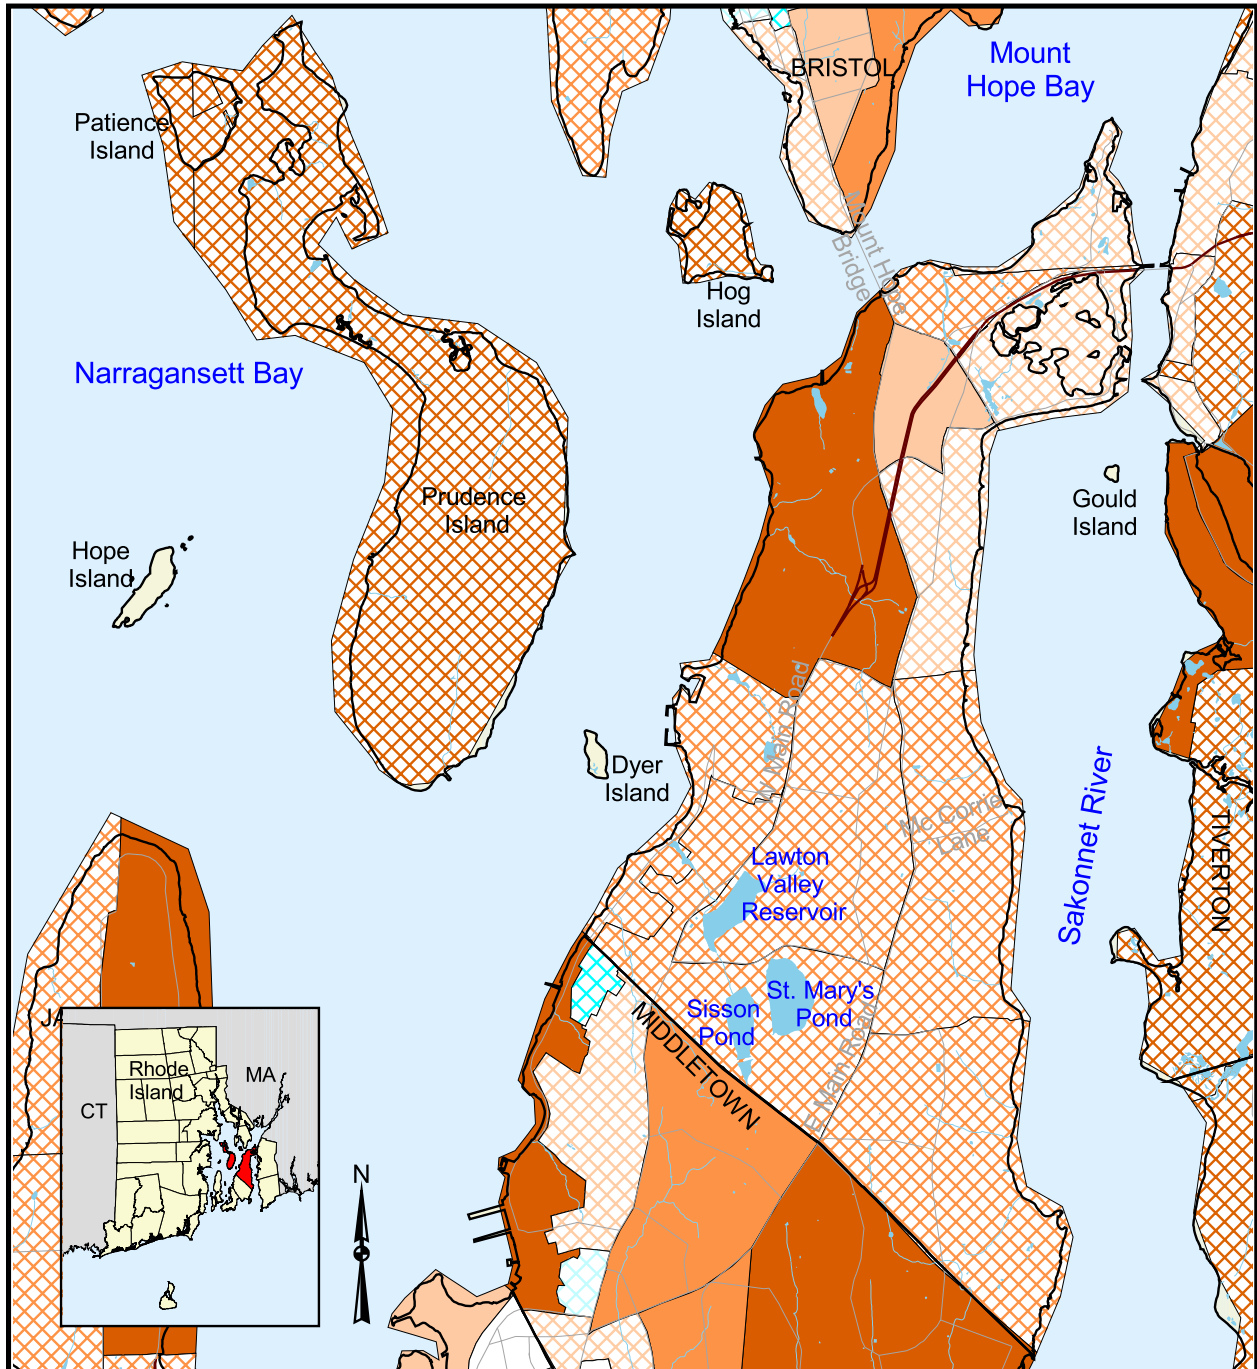 Mount
Hope Bay
BRISTOL
Patience
Island
Mount Hope
Bridge
Hog
Island
Narragansett Bay
Prudence
Island
Gould
Island
Hope
Island
W. Main Road
Dyer
Island
Mc Corrie
Lane
Sakonnet River
TIVERTON
Lawton
Valley
Reservoir
St. Mary's
Pond
Sisson
Pond
JA
MIDDLETOWN
E. Main Road
Rhode
Island
MA
CT
N